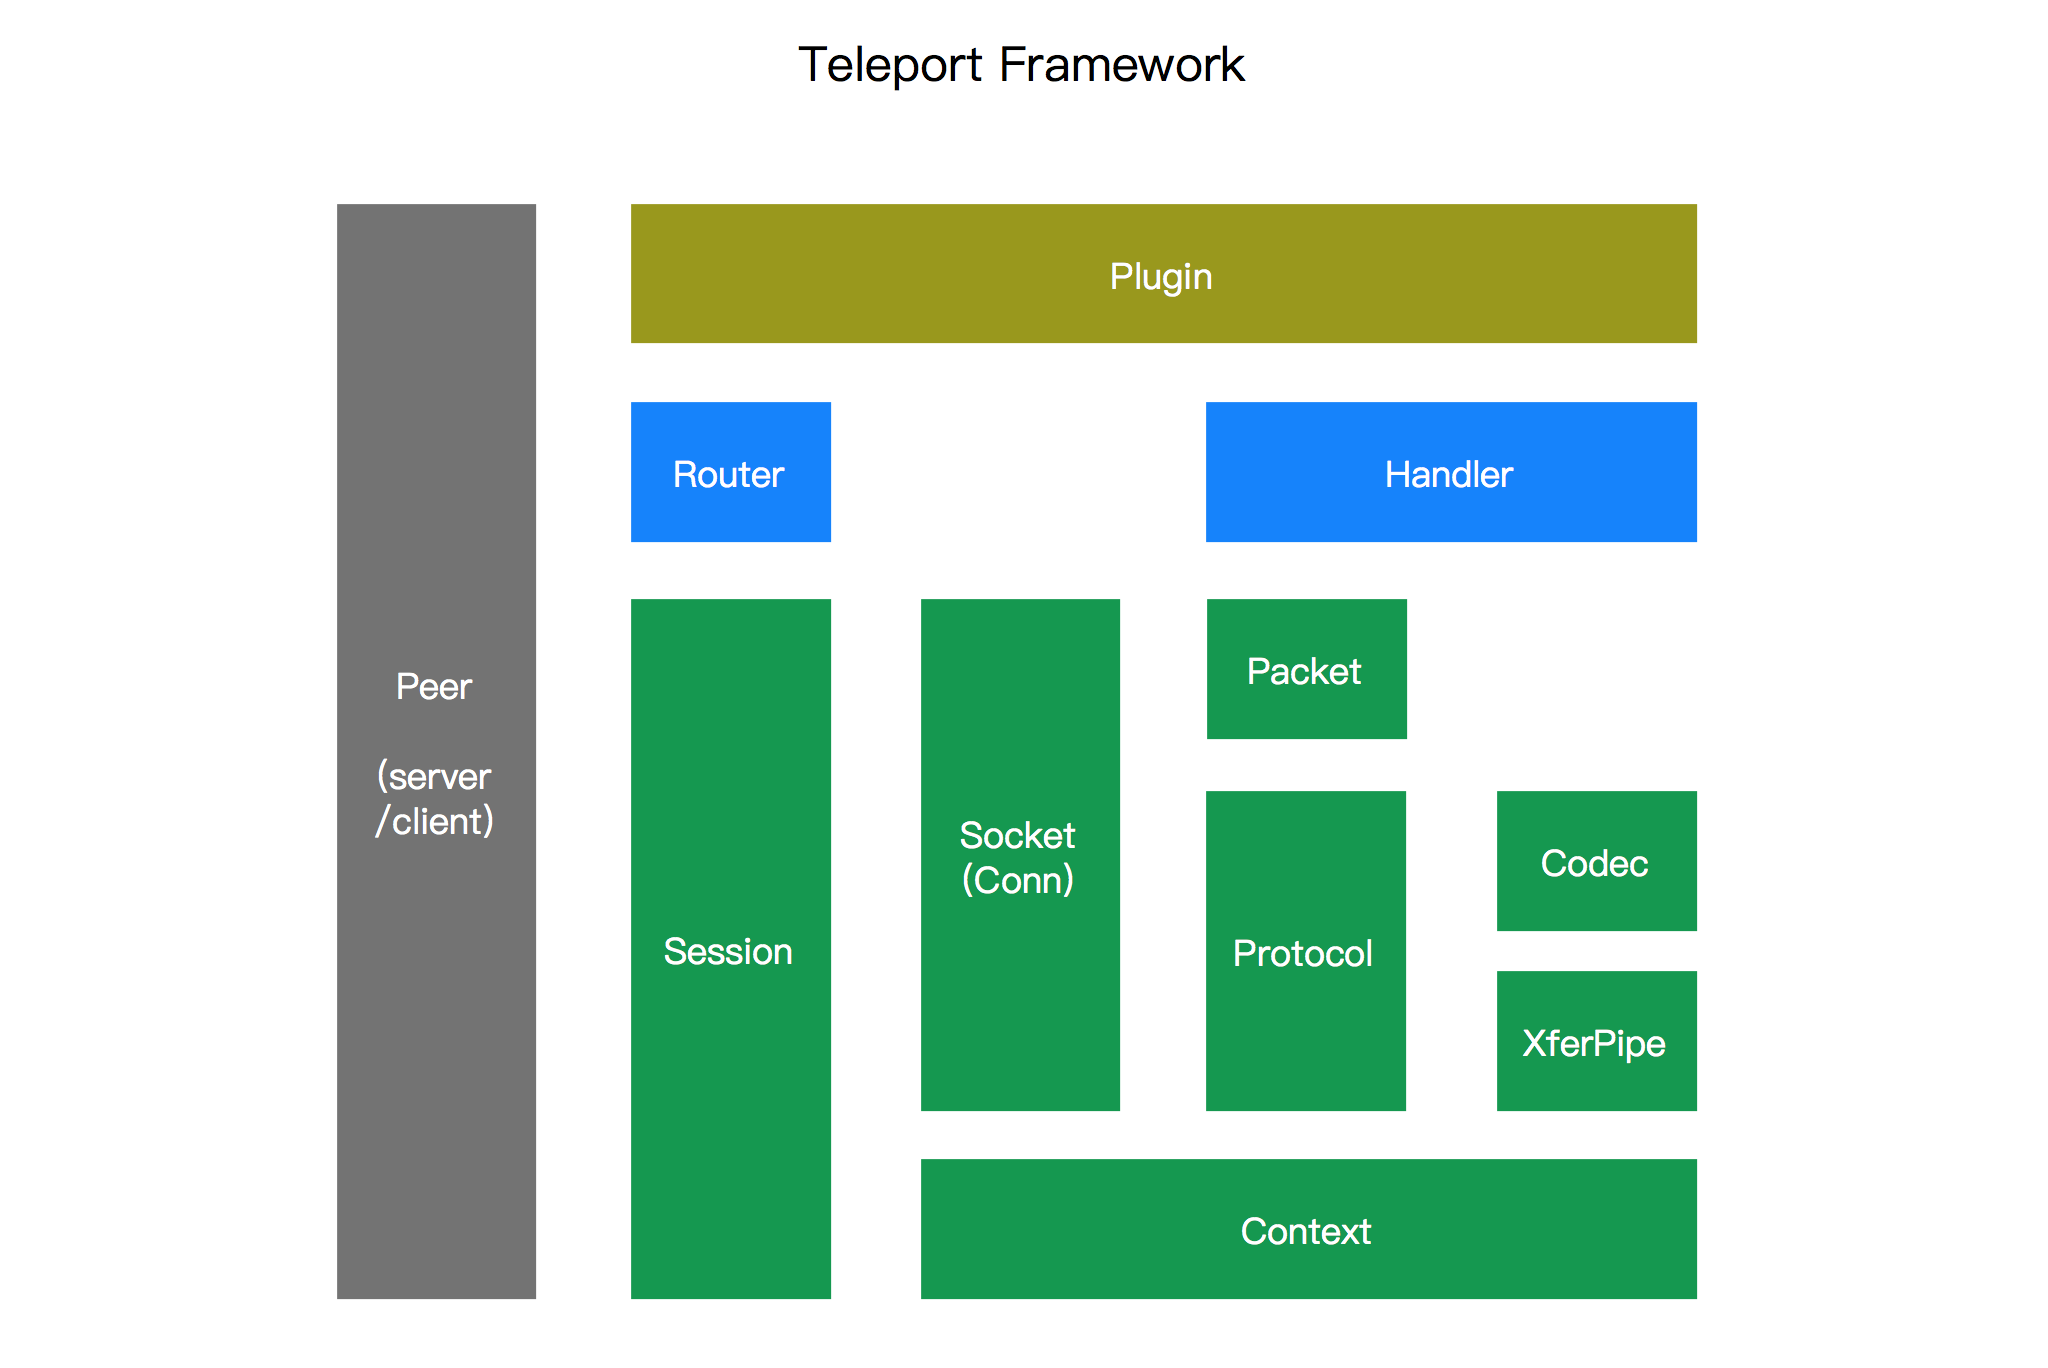 Teleport Framework
Plugin
Router
Handler
Peer
(server
/client)
Session
Socket
(Conn)
Packet
Protocol
Codec
XferPipe
Context